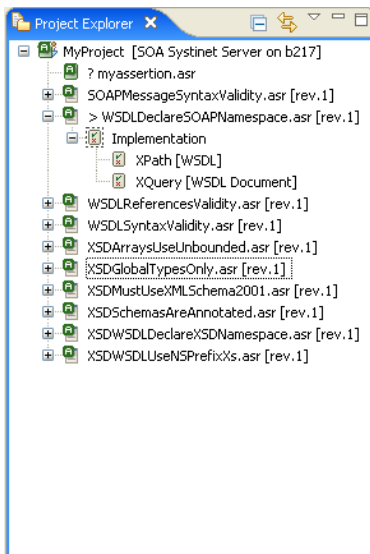 Project Explorer
MyProject [SOA Systinet Server on b217]
? myassertion.asr
SOAPMessageSyntaxValidity.asr [rev.1]
> WSDLDeclareSOAPNamespace.asr [rev.1]
Implementation
XPath [WSDL]
XQuery [WSDL Document]
WSDLReferencesValidity.asr [rev.1]
WSDLSyntaxValidity.asr [rev.1]
XSDArraysUseUnbounded.asr [rev.1]
XSDGlobalTypesOnly.asr [rev.1]
XSDMustUseXMLSchema2001.asr [rev.1]
XSDSchemasAreAnnotated.asr [rev.1]
XSDWSDLDeclareXSDNamespace.asr [rev.1]
XSDWSDLUseNSPrefixXs.asr [rev.1]